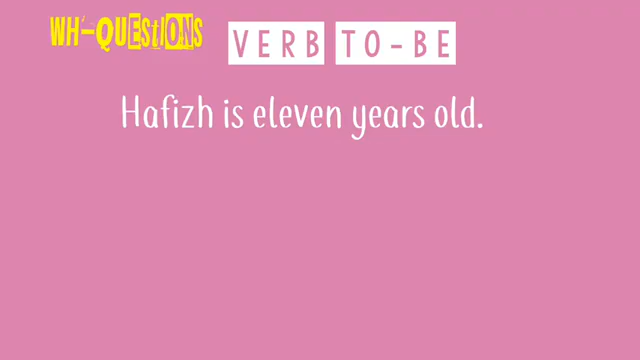 WH-QUEStIONS VERB TO-BE
Hafizh is eleven years old.